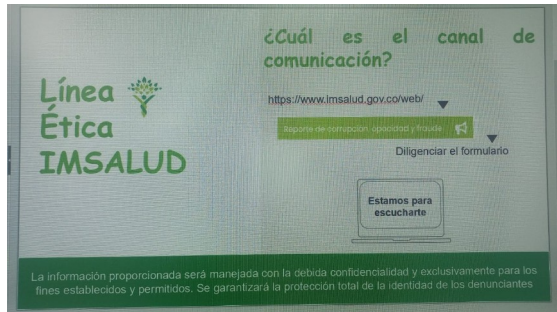 Línea
Ética
IMSALUD
¿Cuál es el canal de
comunicación?
https://www.imsalud.gov.co/web/
Reporte de corrupción, opacidad y fraude
Diligenciar el formulario
Estamos para
escucharte
La información proporcionada será manejada con la debida confidencialidad y exclusivamente para los
fines establecidos y permitidos. Se garantizará la protección total de la identidad de los denunciantes